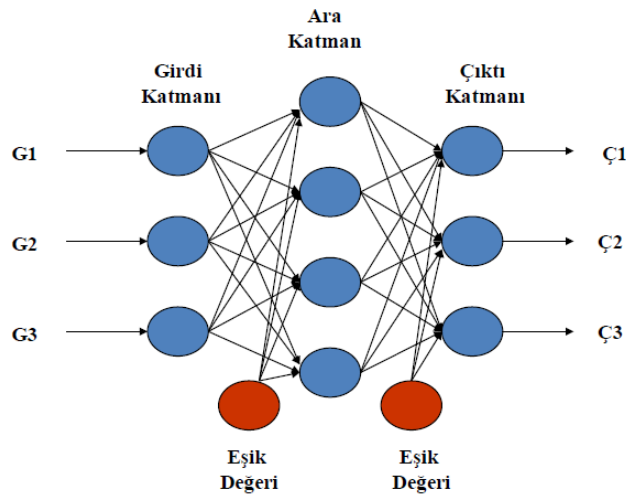 Ara
Katman
Girdi
Katmanı
Çıktı
Katmanı
G1
Ç1
G2
Ç2
G3
Ç3
Eşik
Değeri
Eşik
Değeri